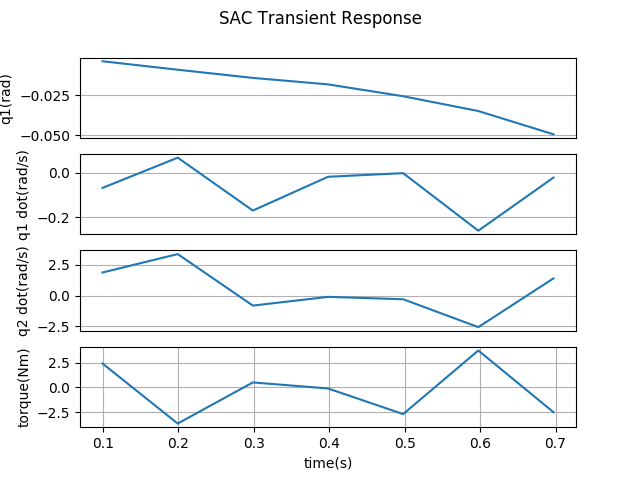 SAC Transient Response
q1(rad)
−0.025
−0.050
q1 dot(rad/s)
0.0
−0.2
q2 dot(rad/s)
2.5
0.0
−2.5
torque(Nm)
2.5
0.0
−2.5
0.1 0.2 0.3 0.4 0.5 0.6 0.7
time(s)